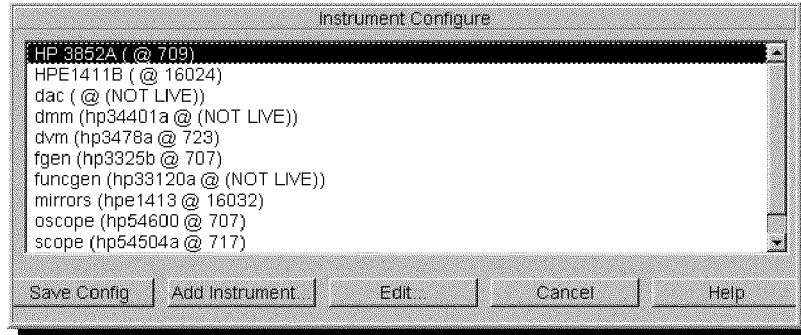 Instrument Configure
HP 3852A ( @ 709)
HPE1411B ( @ 16024)
dac ( @ (NOT LIVE))
dmm (hp34401a @ (NOT LIVE))
dvm (hp3478a @ 723)
fgen (hp3325b @ 707)
funcgen (hp33120a @ (NOT LIVE))
mirrors (hpe1413 @ 16032)
oscope (hp54600 @ 707)
scope (hp54504a @ 717)
Save Config Add Instrument... Edit... Cancel Help